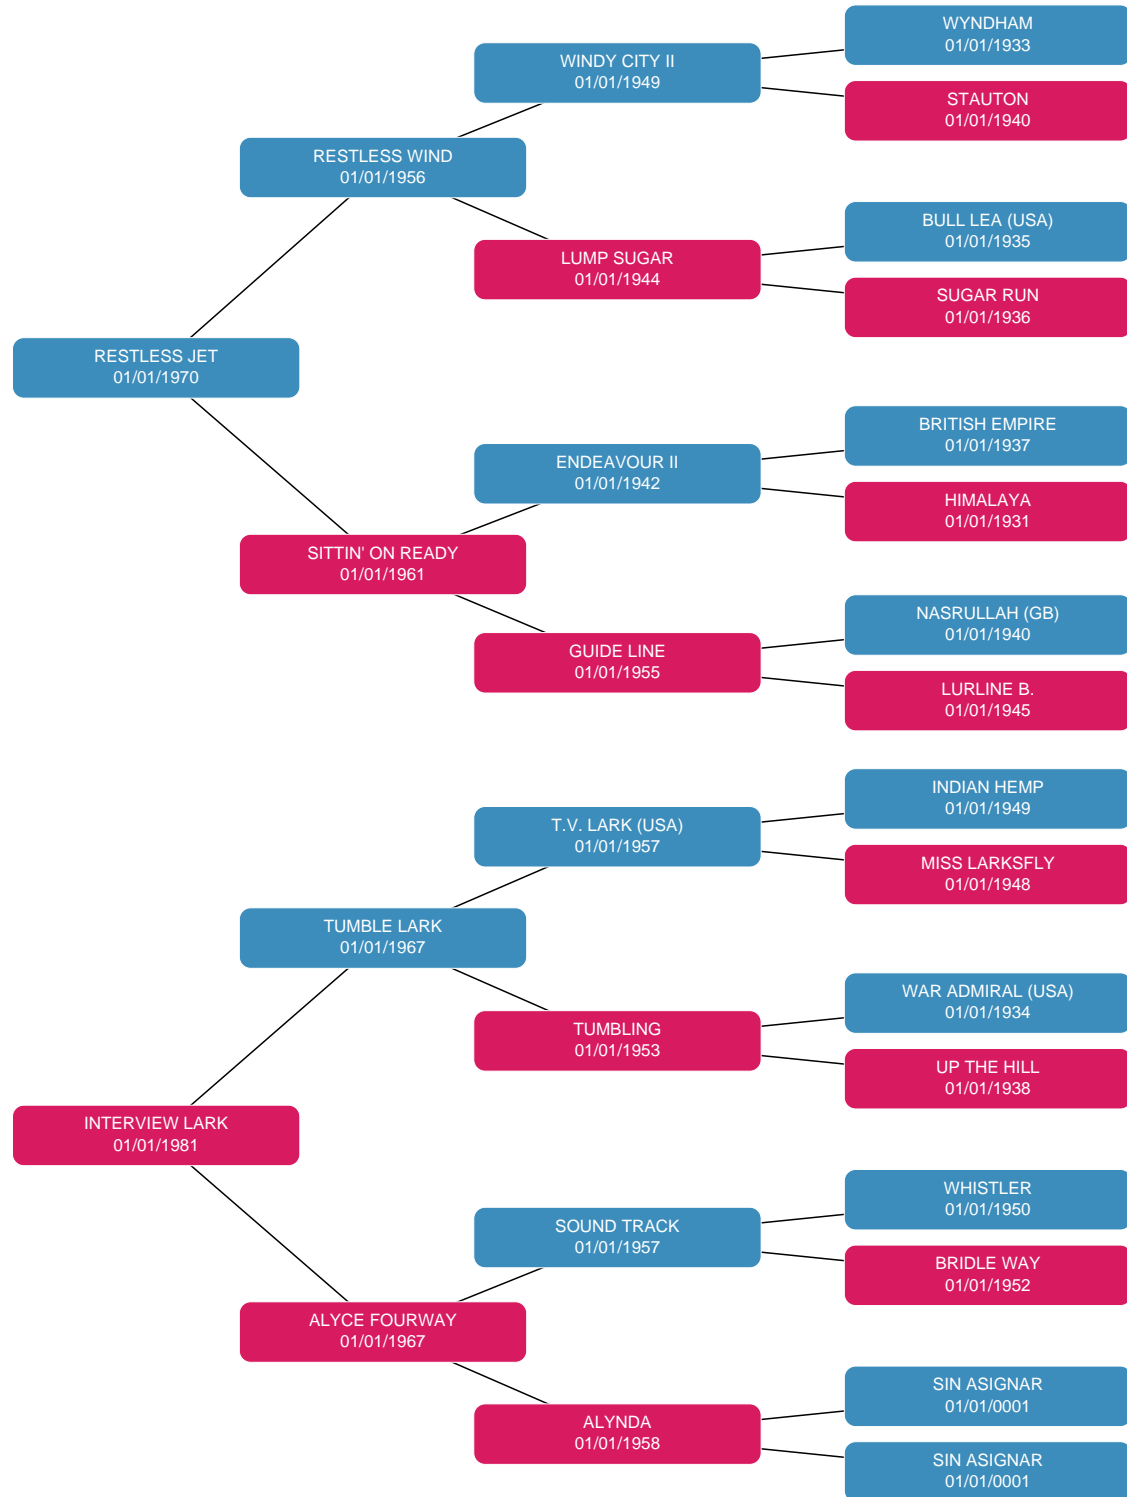 WYNDHAM
01/01/1933
WINDY CITY II
01/01/1949
STAUTON
01/01/1940
RESTLESS WIND
01/01/1956
BULL LEA (USA)
01/01/1935
LUMP SUGAR
01/01/1944
SUGAR RUN
01/01/1936
RESTLESS JET
01/01/1970
BRITISH EMPIRE
01/01/1937
ENDEAVOUR II
01/01/1942
HIMALAYA
01/01/1931
SITTIN' ON READY
01/01/1961
NASRULLAH (GB)
01/01/1940
GUIDE LINE
01/01/1955
LURLINE B.
01/01/1945
INDIAN HEMP
01/01/1949
T.V. LARK (USA)
01/01/1957
MISS LARKSFLY
01/01/1948
TUMBLE LARK
01/01/1967
WAR ADMIRAL (USA)
01/01/1934
TUMBLING
01/01/1953
UP THE HILL
01/01/1938
INTERVIEW LARK
01/01/1981
WHISTLER
01/01/1950
SOUND TRACK
01/01/1957
BRIDLE WAY
01/01/1952
ALYCE FOURWAY
01/01/1967
SIN ASIGNAR
01/01/0001
ALYNDA
01/01/1958
SIN ASIGNAR
01/01/0001